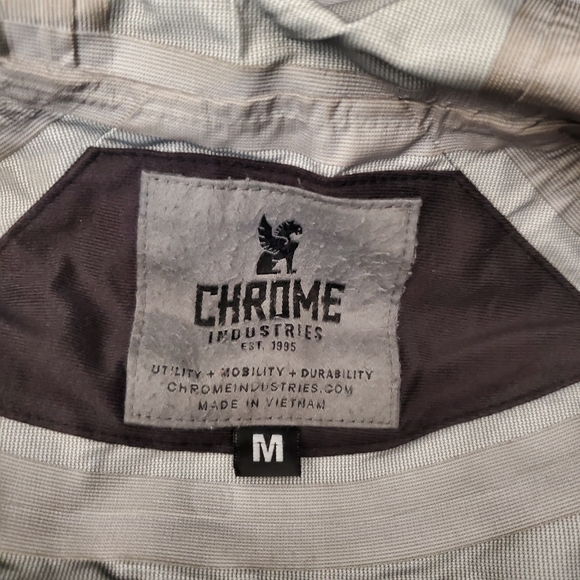 CHROME
INDUSTRIES
EST. 1995
UTILITY + MOBILITY + DURABILITY
CHROMEINDUSTRIES.COM
MADE IN VIETNAM
M